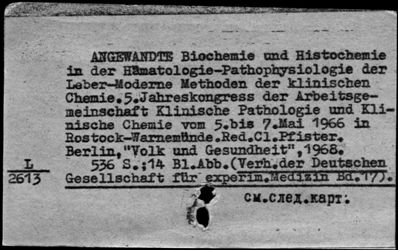 ANGEWANDTE Biochemie und Histochemie
in der Hämatologie-Pathophysiologie der
Leber-Moderne Methoden der klinischen
Chemie.5.Jahreskongress der Arbeitsge-
meinschaft Klinische Pathologie und Kli-
nische Chemie vom 5.bis 7.Mai 1966 in
Rostock-Warnemünde.Red.Cl.Pfister.
Berlin,"Volk und Gesundheit",1968.
536 S.;14 Bl.Abb.(Verh.der Deutschen
Gesellschaft für experim.Medizin Bd.17).
L
2613
см.след.карт.